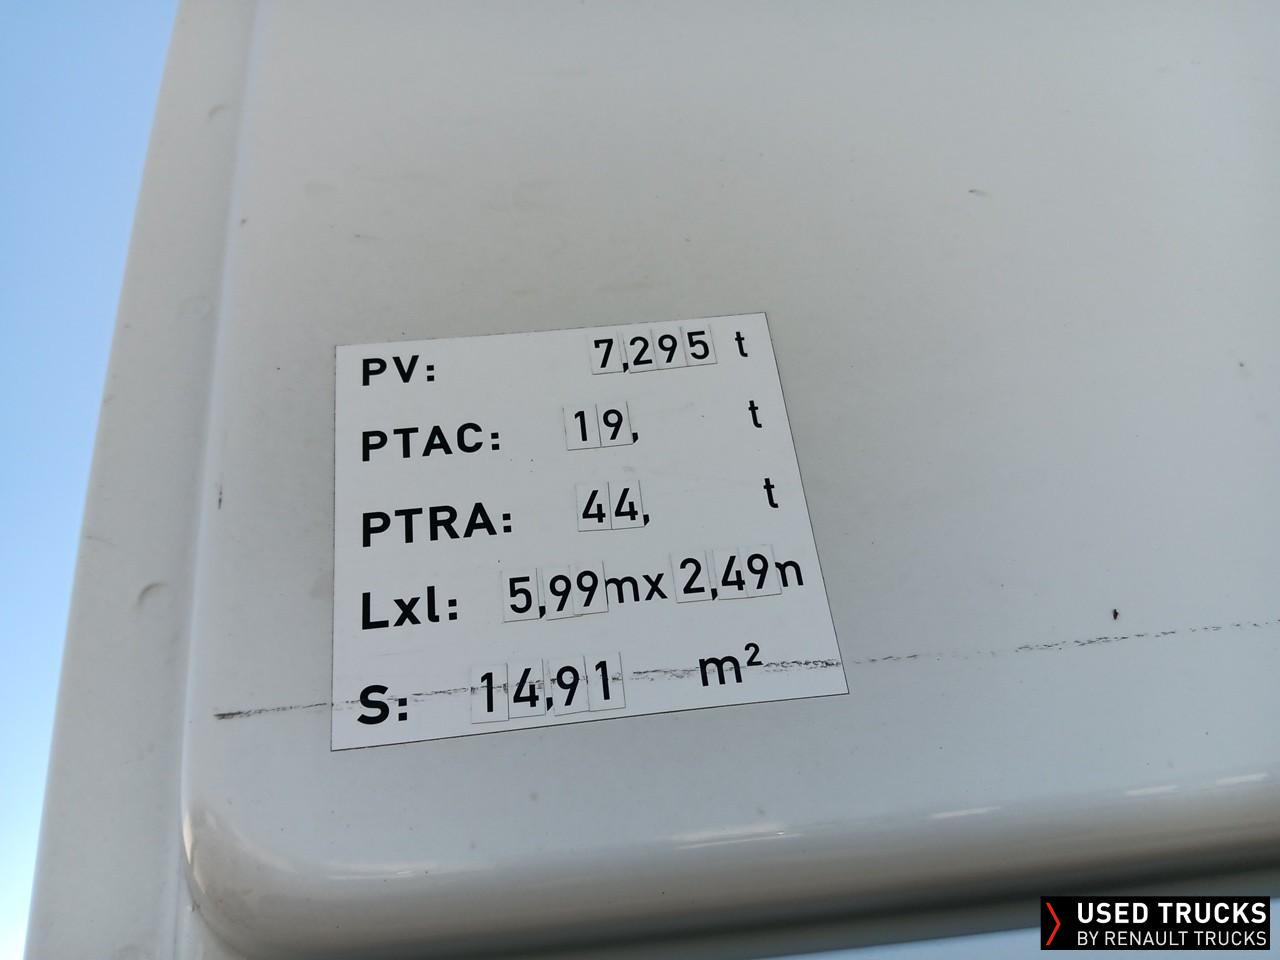 PV: 7,295 t
PTAC: 19, t
PTRA: 44, t
Lxl: 5,99mx 2,49n
S: 14,91 m²
USED TRUCKS
BY RENAULT TRUCKS